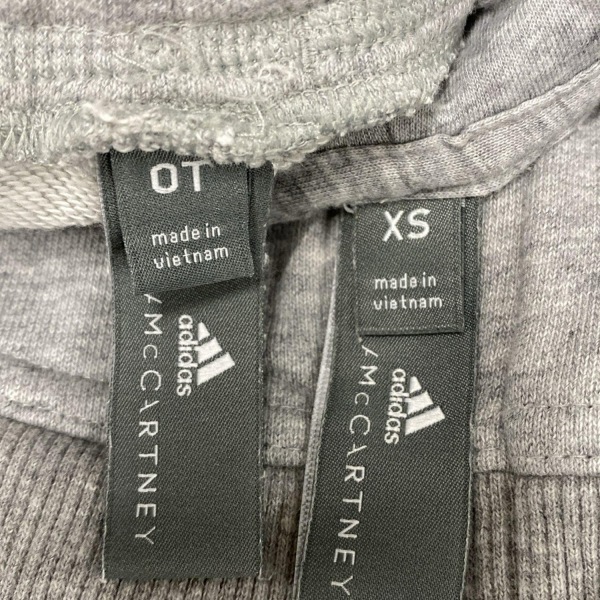 OT
made in
vietnam
adidas
McCARTNEY
XS
made in
vietnam
adidas
McCARTNEY